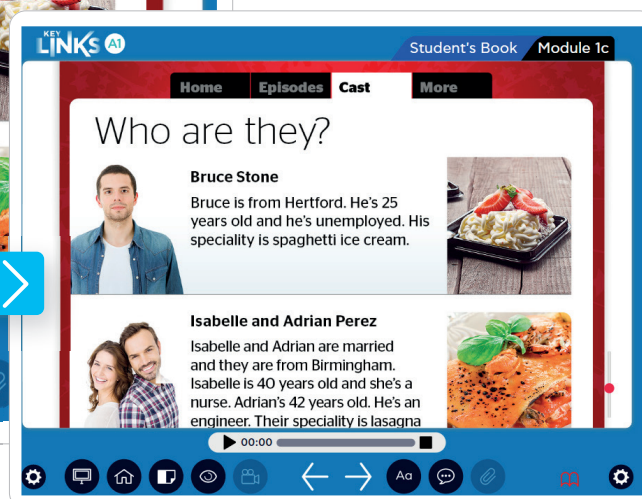 KEY
LiNKS A1
Student's Book Module 1c
Home Episodes Cast More
Who are they?
Bruce Stone
Bruce is from Hertford. He's 25
years old and he's unemployed. His
speciality is spaghetti ice cream.
Isabelle and Adrian Perez
Isabelle and Adrian are married
and they are from Birmingham.
Isabelle is 40 years old and she's a
nurse. Adrian's 42 years old. He's an
engineer. Their speciality is lasagna
00:00
Aa